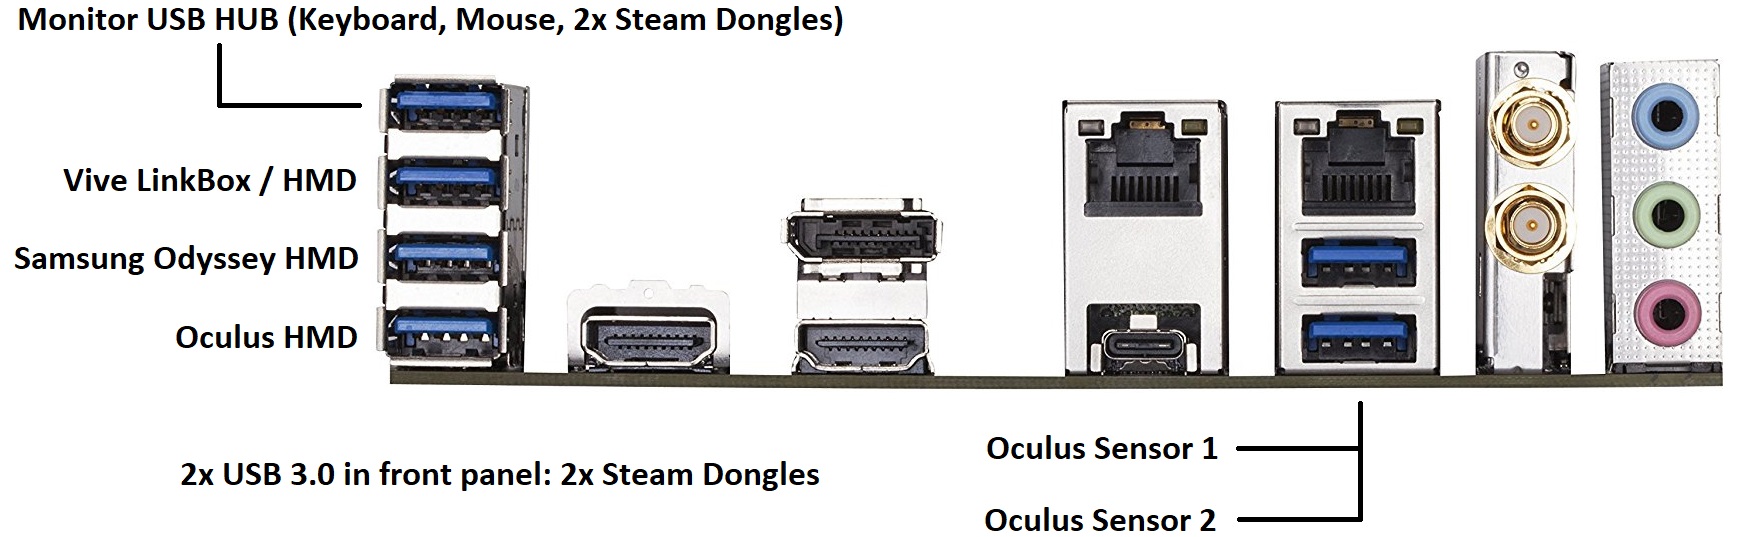 Monitor USB HUB (Keyboard, Mouse, 2x Steam Dongles)
Vive LinkBox / HMD
Samsung Odyssey HMD
Oculus HMD
2x USB 3.0 in front panel: 2x Steam Dongles
Oculus Sensor 1
Oculus Sensor 2